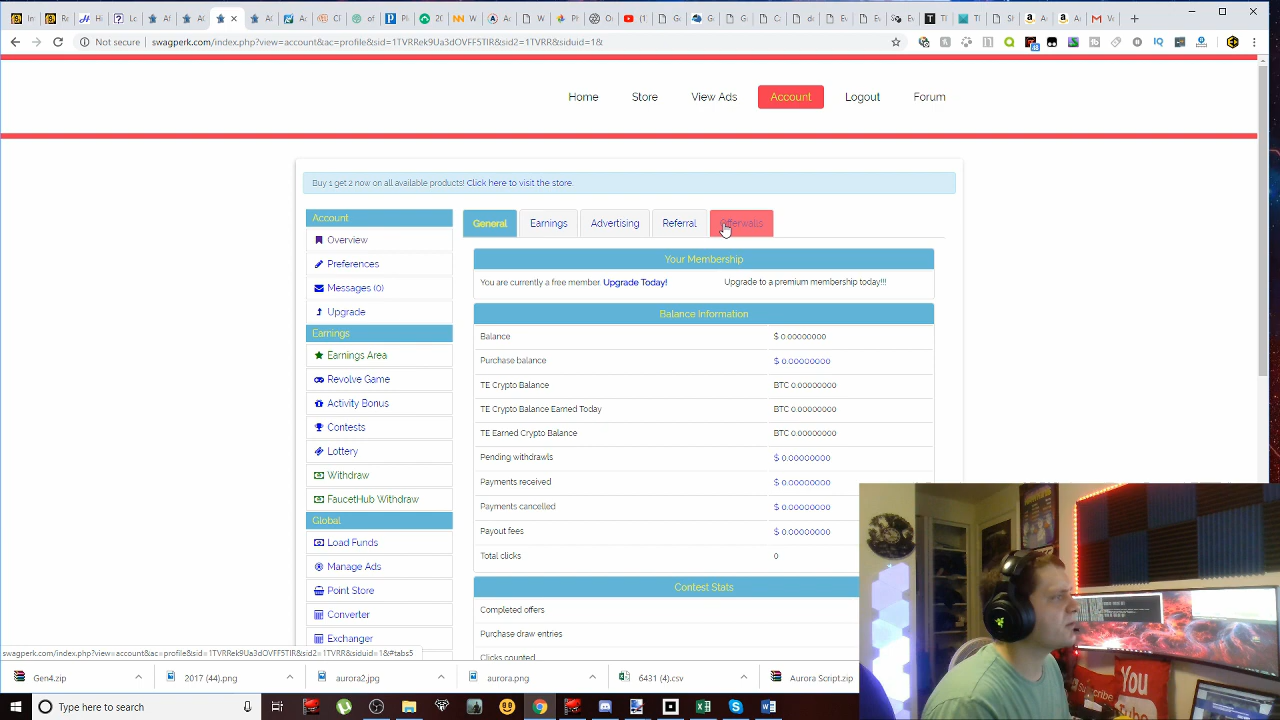 Not secure swagperk.com/index.php?view=account&ac=profile&sid=1TVRRek9Ua3dOVFF5TlR&sid2=1TVRR&siduid=1&t
Home Store View Ads Account Logout Forum
Buy 1 get 2 now on all available products! Click here to visit the store.
Account
Overview
Preferences
Messages (0)
Upgrade
Earnings
Earnings Area
Revolve Game
Activity Bonus
Contests
Lottery
Withdraw
FaucetHub Withdraw
Global
Load Funds
Manage Ads
Point Store
Converter
Exchanger
General Earnings Advertising Referral Offerwalls
Your Membership
You are currently a free member Upgrade Today! Upgrade to a premium membership today!!!
Balance Information
Balance $ 0.00000000
Purchase balance $ 0.00000000
TE Crypto Balance BTC 0.00000000
TE Crypto Balance Earned Today BTC 0.00000000
TE Earned Crypto Balance BTC 0.00000000
Pending withdrawls $ 0.00000000
Payments received $ 0.00000000
Payments cancelled $ 0.00000000
Payout fees $ 0.00000000
Total clicks 0
Contest Stats
Completed offers
Purchase draw entries
Clicks counted
You
Gen4.zip 2017 (44).png aurora2.jpg aurora.png 6431 (4).csv Aurora Script.zip
Type here to search